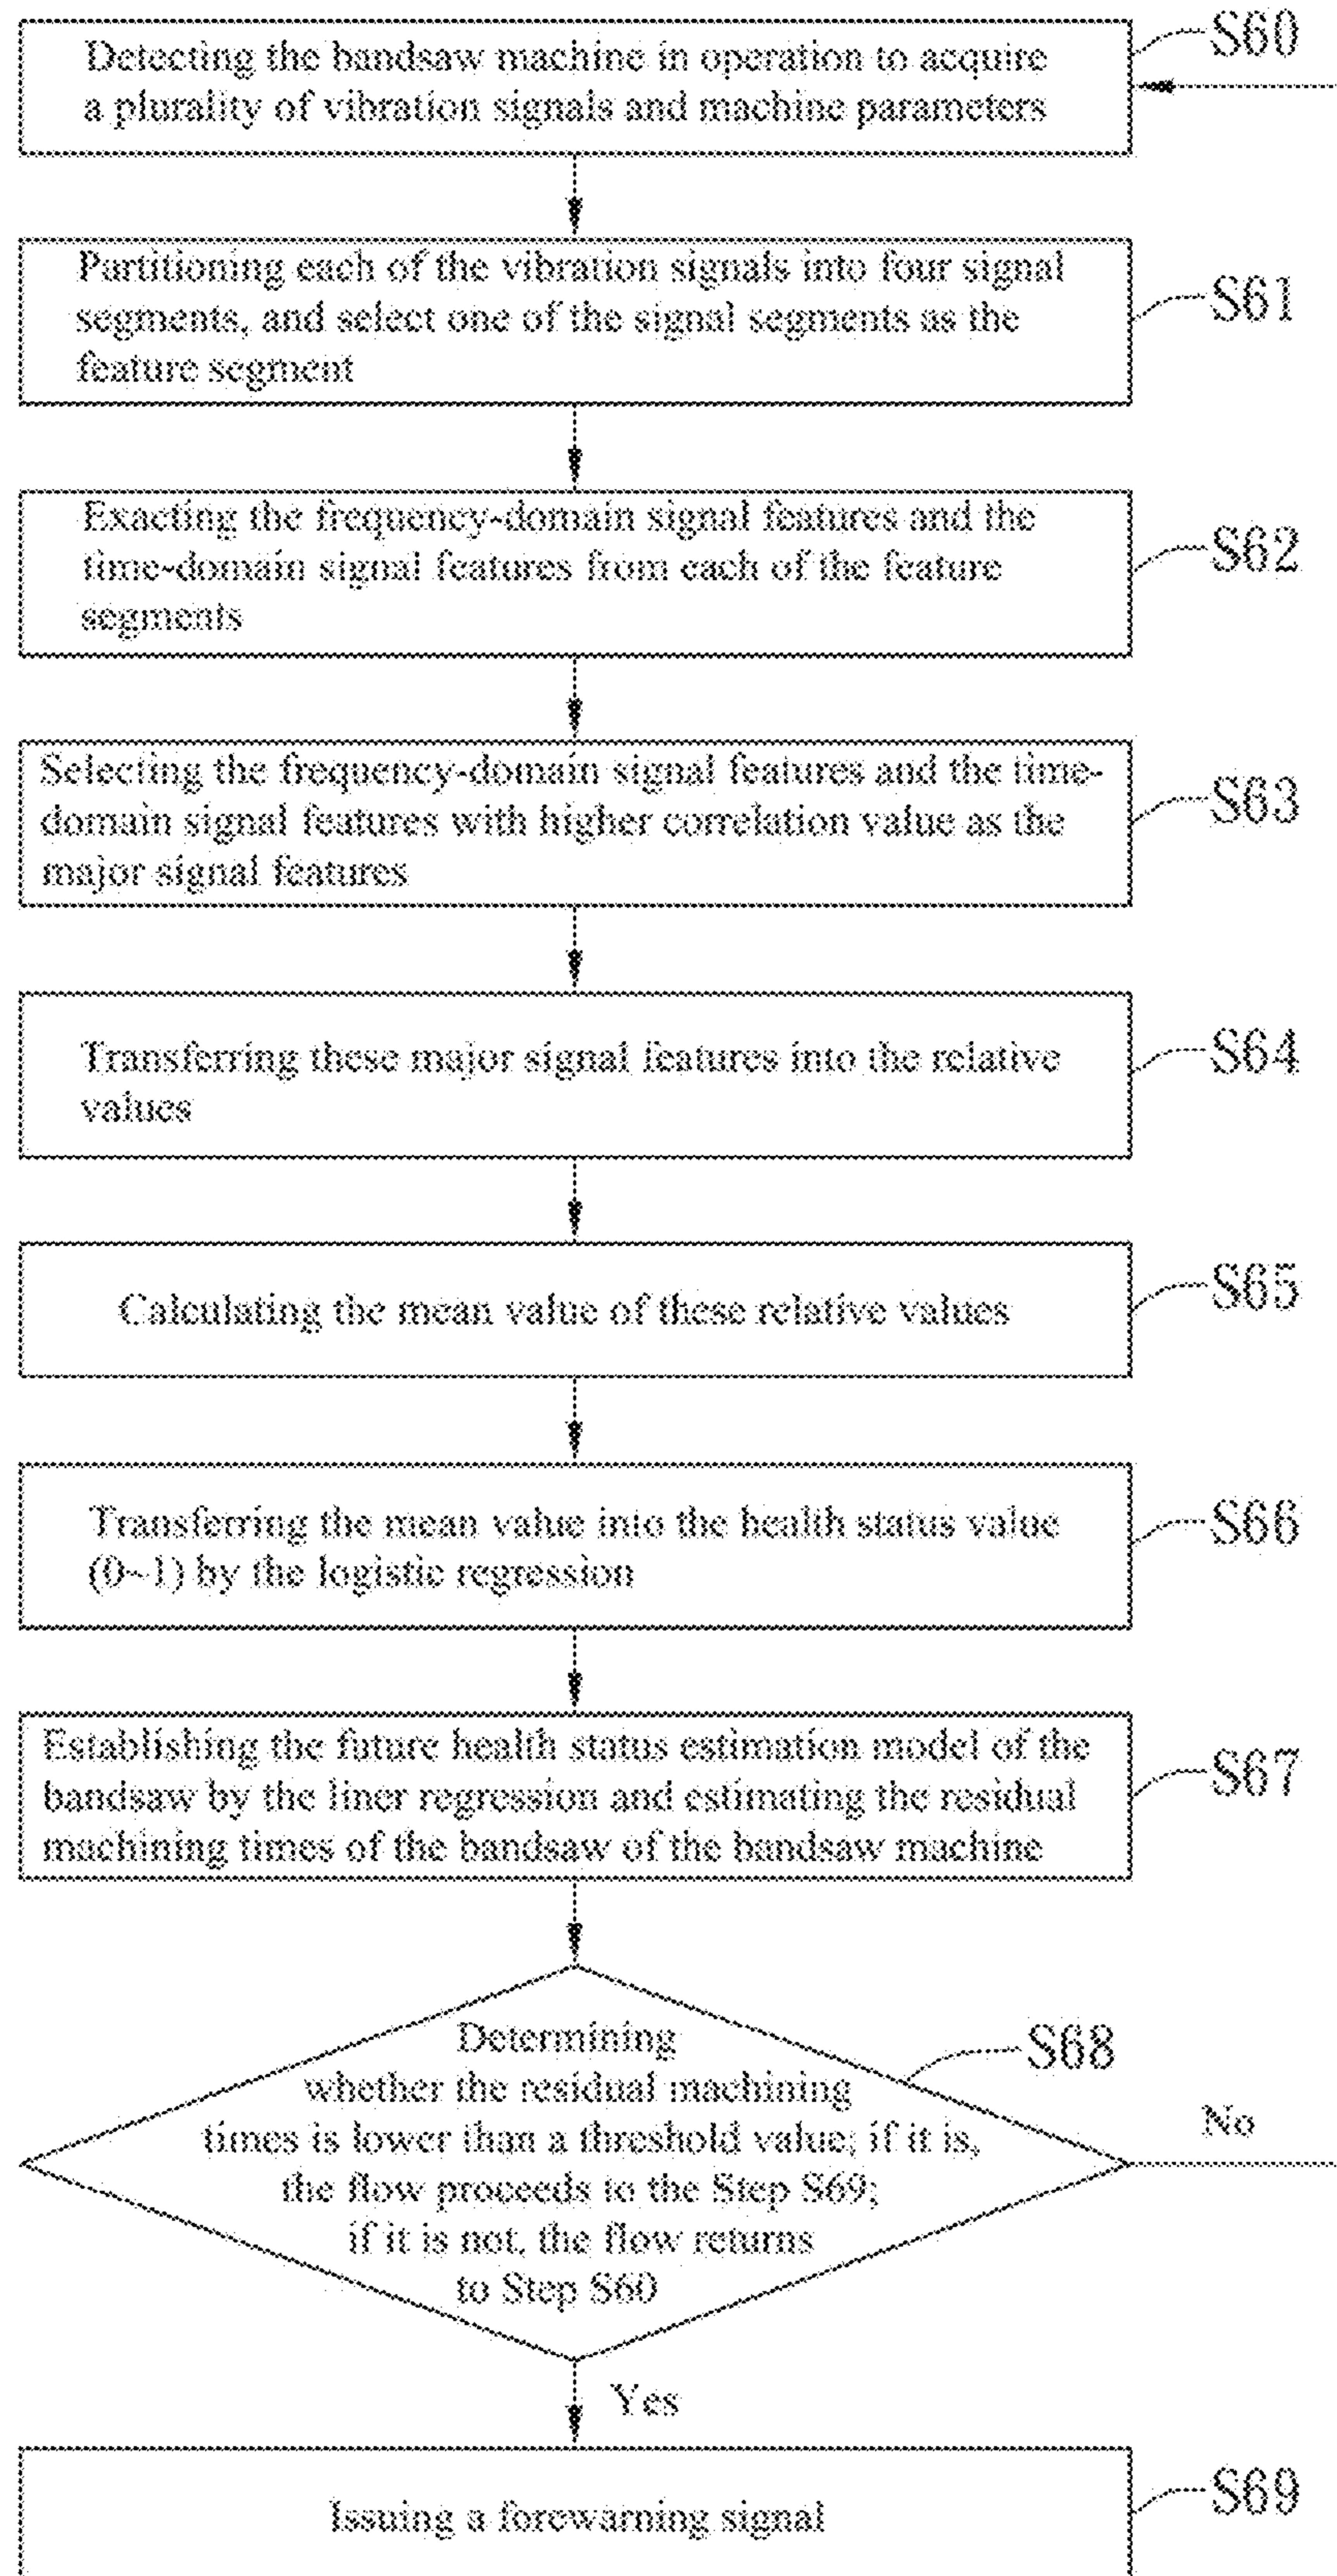 Detecting the bandsaw machine in operation to acquire
a plurality of vibration signals and machine parameters
S60
Partitioning each of the vibration signals into four signal
segments, and select one of the signal segments as the
feature segment
S61
Exacting the frequency-domain signal features and the
time-domain signal features from each of the feature
segments
S62
Selecting the frequency-domain signal features and the time-
domain signal features with higher correlation value as the
major signal features
S63
Transferring these major signal features into the relative
values
S64
Calculating the mean value of these relative values
S65
Transferring the mean value into the health status value
(0~1) by the logistic regression
S66
Establishing the future health status estimation model of the
bandsaw by the liner regression and estimating the residual
machining times of the bandsaw of the bandsaw machine
S67
Determining
whether the residual machining
times is lower than a threshold value; if it is,
the flow proceeds to the Step S69;
if it is not, the flow returns
to Step S60
S68
No
Yes
Issuing a forewarning signal
S69